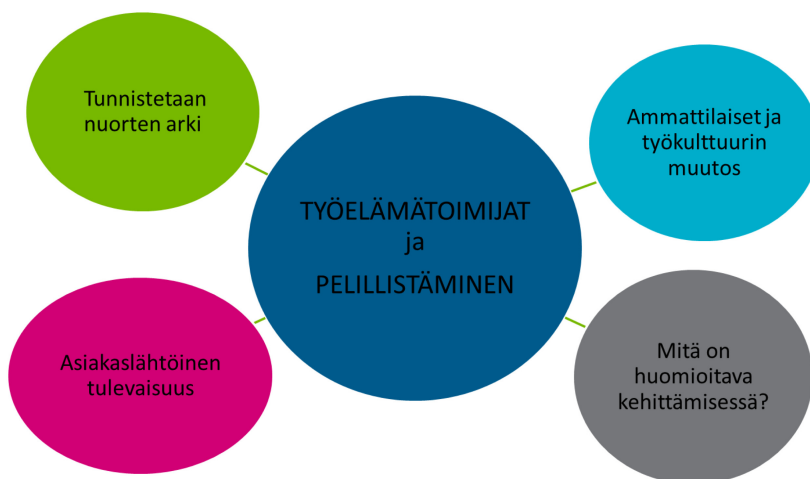 Tunnistetaan
nuorten arki
Ammattilaiset ja
työkulttuurin
muutos
TYÖELÄMÄTOIMIJAT
ja
PELILLISTÄMINEN
Asiakaslähtöinen
tulevaisuus
Mitä on
huomioitava
kehittämisessä?